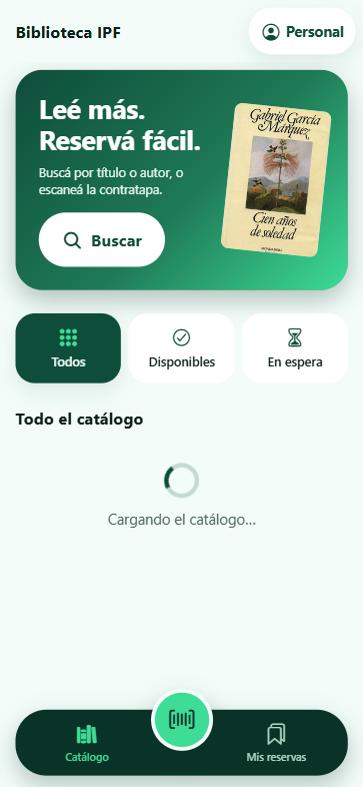 Biblioteca IPF
Personal
Leé más.
Reservá fácil.
Buscá por título o autor, o
escaneá la contratapa.
Buscar
Gabriel García
Márquez
Cien años
de soledad
Todos
Disponibles
En espera
Todo el catálogo
Cargando el catálogo...
Catálogo
Mis reservas